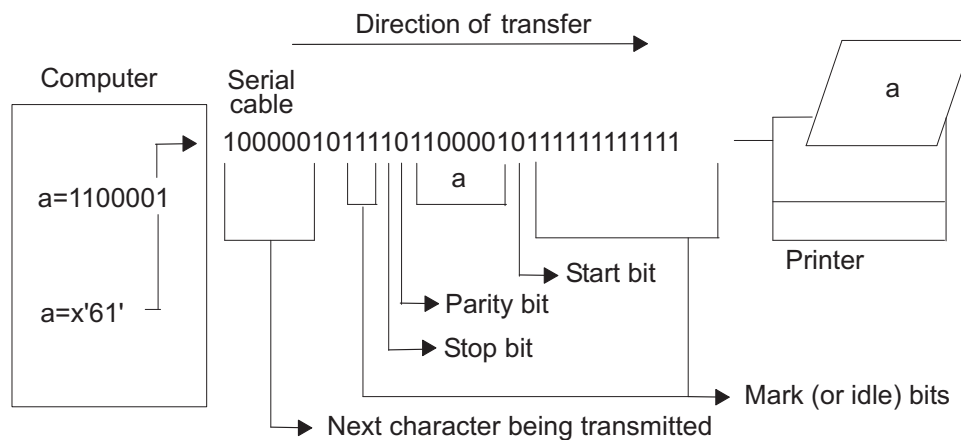 Direction of transfer
Computer
Serial
cable
a
100000101111011000010111111111111
a=1100001
a
a=x'61'
Start bit
Printer
Parity bit
Stop bit
Mark (or idle) bits
Next character being transmitted